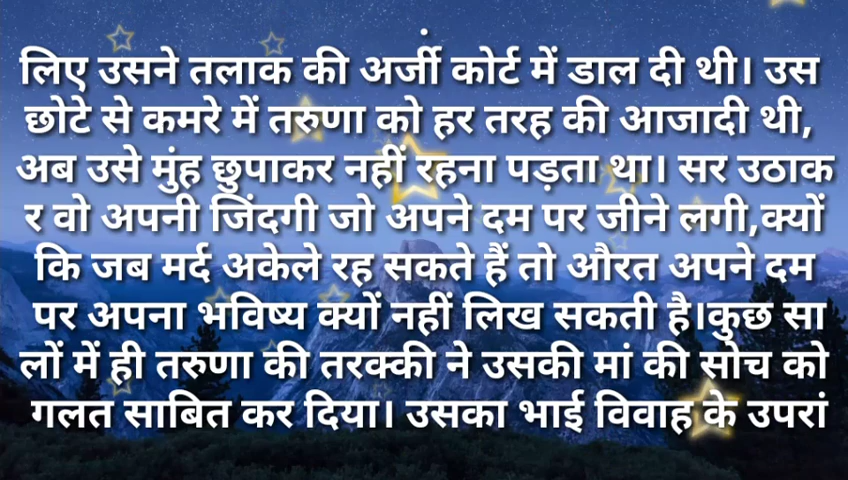 लिए उसने तलाक की अर्जी कोर्ट में डाल दी थी। उस
छोटे से कमरे में तरुणा को हर तरह की आजादी थी,
अब उसे मुंह छुपाकर नहीं रहना पड़ता था। सर उठाक
र वो अपनी जिंदगी जो अपने दम पर जीने लगी,क्यों
कि जब मर्द अकेले रह सकते हैं तो औरत अपने दम
पर अपना भविष्य क्यों नहीं लिख सकती है।कुछ सा
लों में ही तरुणा की तरक्की ने उसकी मां की सोच को
गलत साबित कर दिया। उसका भाई विवाह के उपरां